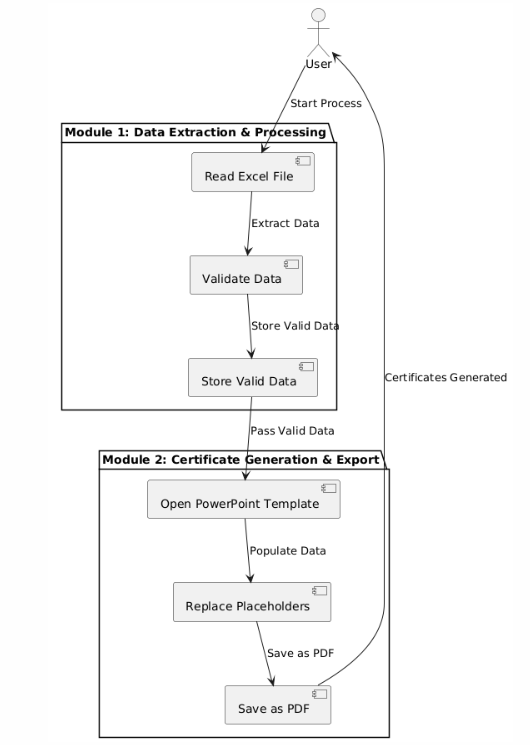 User
Start Process
Module 1: Data Extraction & Processing
Read Excel File
Extract Data
Validate Data
Store Valid Data
Store Valid Data
Certificates Generated
Pass Valid Data
Module 2: Certificate Generation & Export
Open PowerPoint Template
Populate Data
Replace Placeholders
Save as PDF
Save as PDF